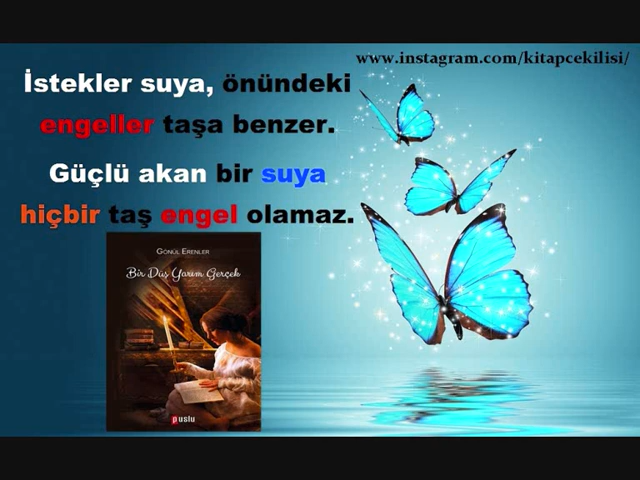 www.instagram.com/kitapcekilisi/
İstekler suya, önündeki
engeller taşa benzer.
Güçlü akan bir suya
hiçbir taş engel olamaz.
GÖNÜL ERENLER
Bir Düş Yarım Gerçek
puslu